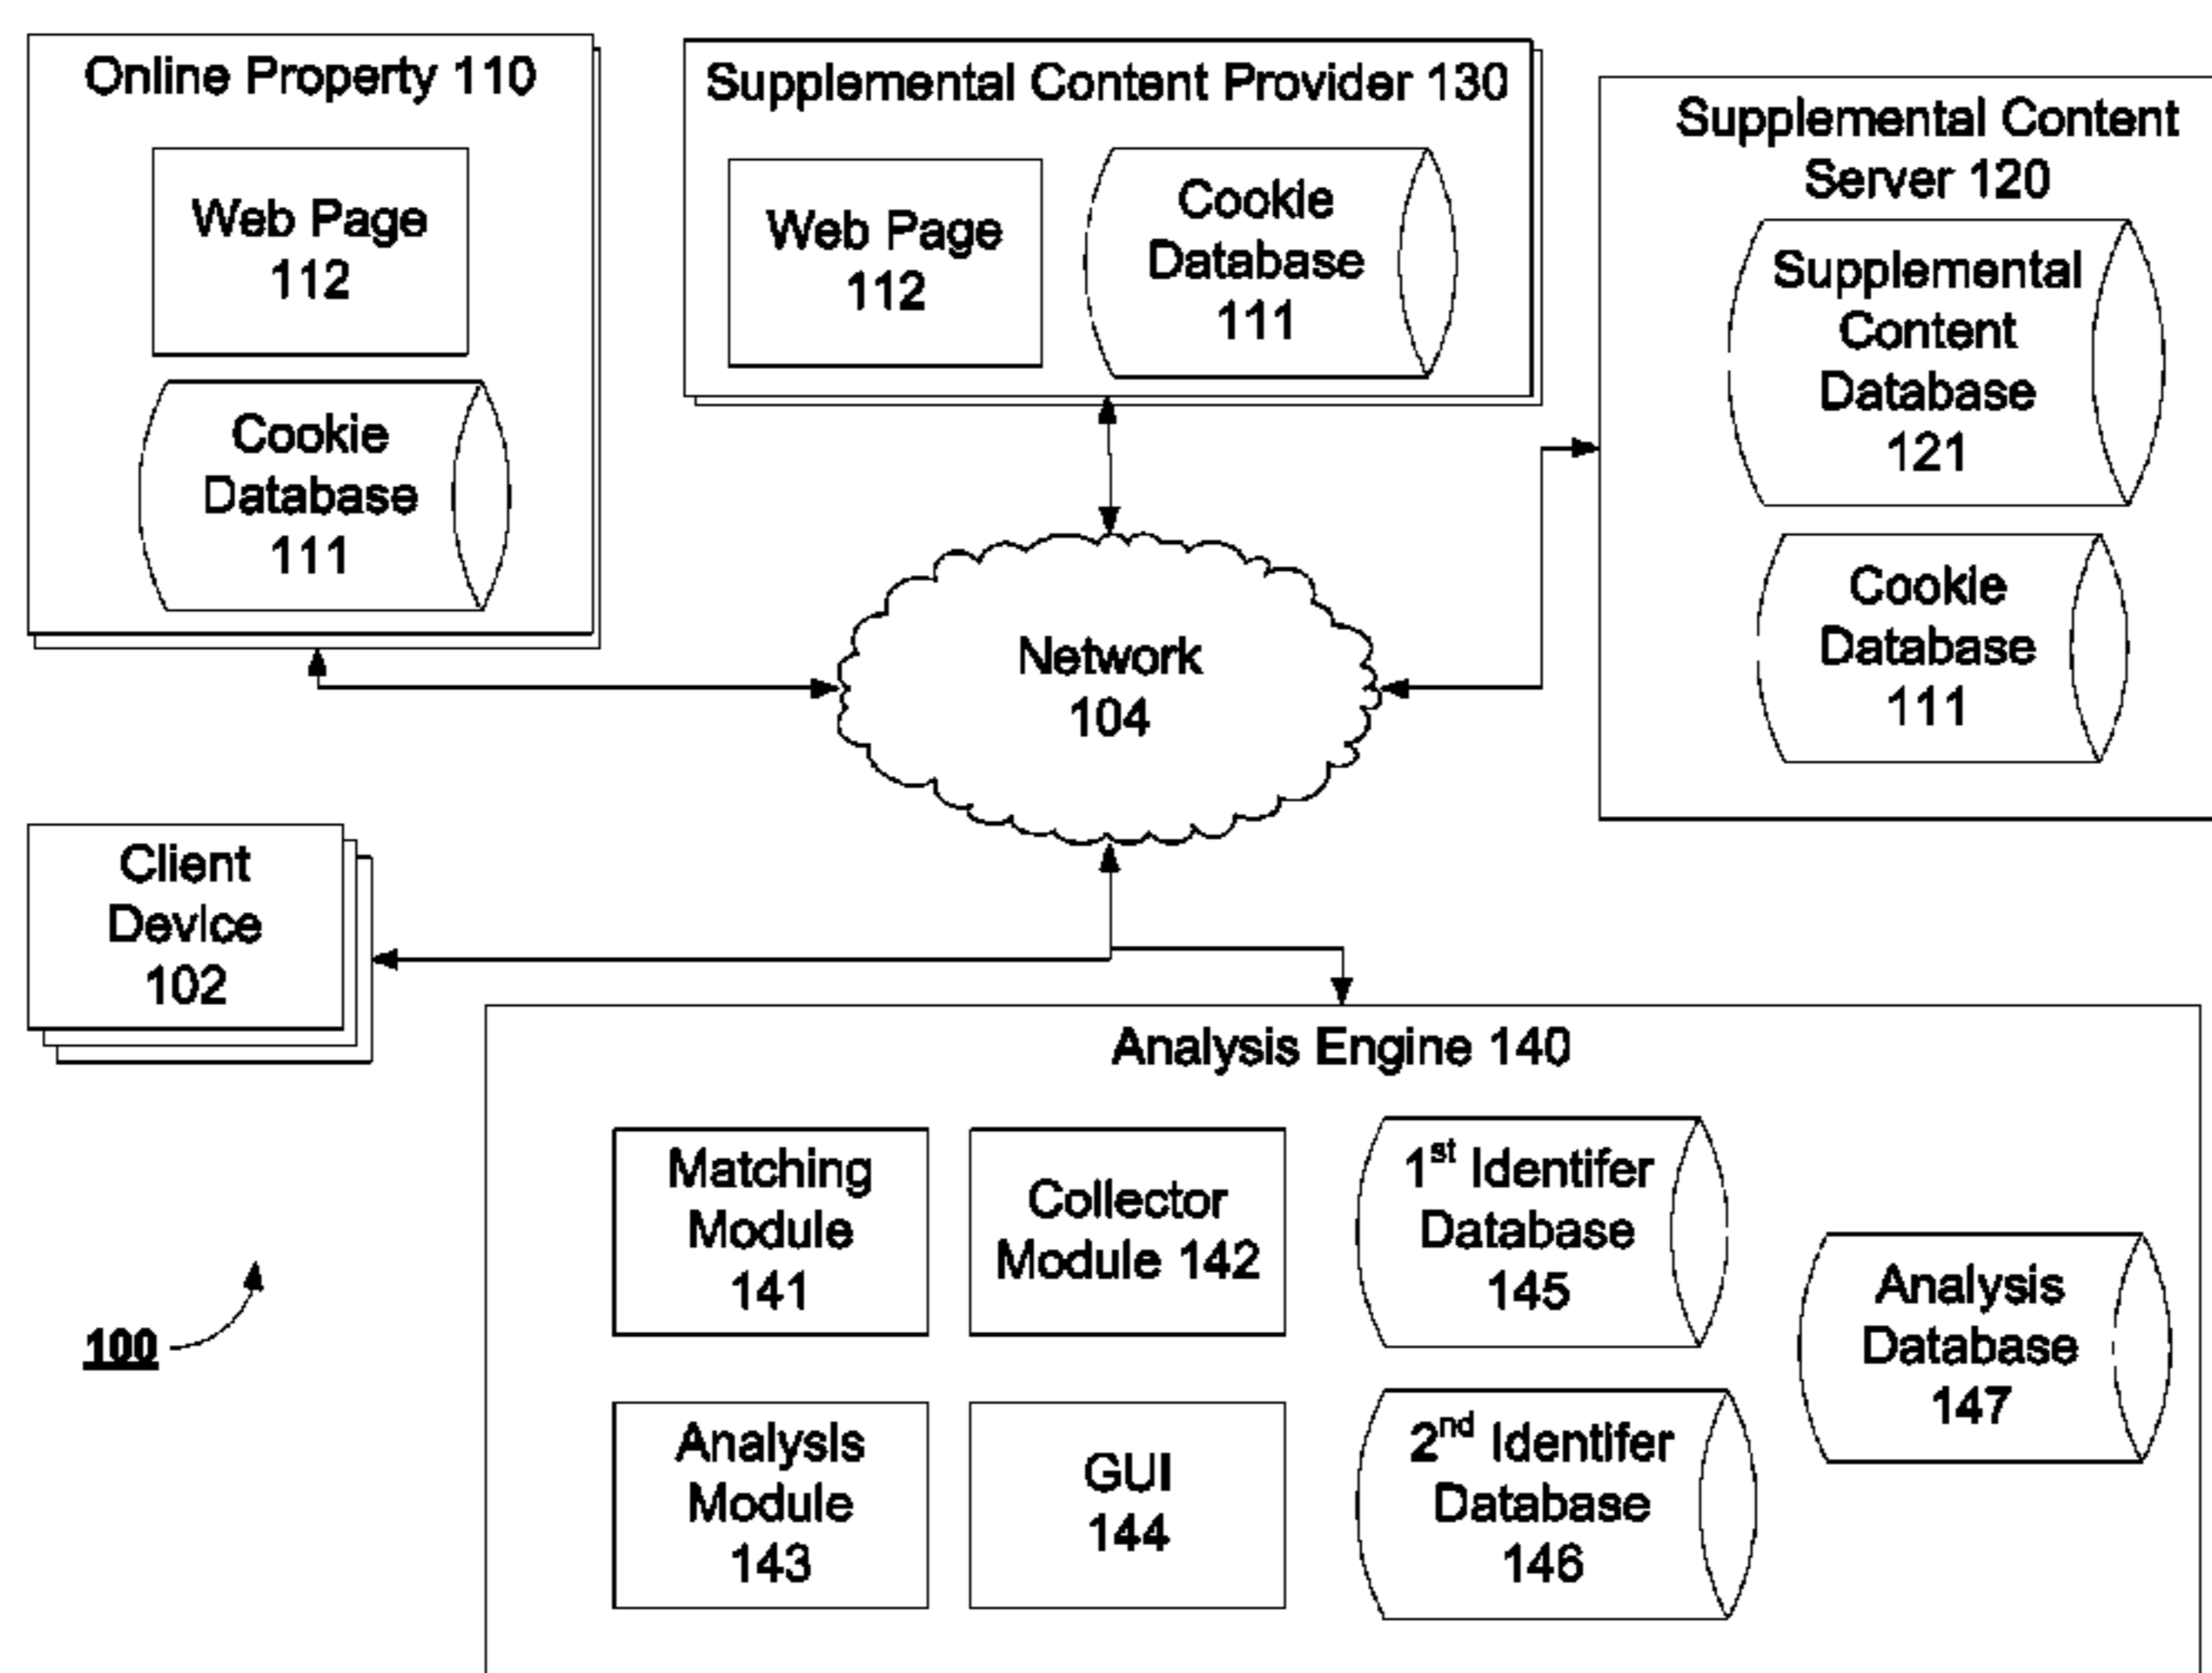 Online Property 110
Web Page
112
Cookie
Database
111
Supplemental Content Provider 130
Web Page
112
Cookie
Database
111
Supplemental Content
Server 120
Supplemental
Content
Database
121
Cookie
Database
111
Network
104
Client
Device
102
Analysis Engine 140
Matching
Module
141
Collector
Module 142
1st Identifer
Database
145
Analysis
Database
147
Analysis
Module
143
GUI
144
2nd Identifer
Database
146
100